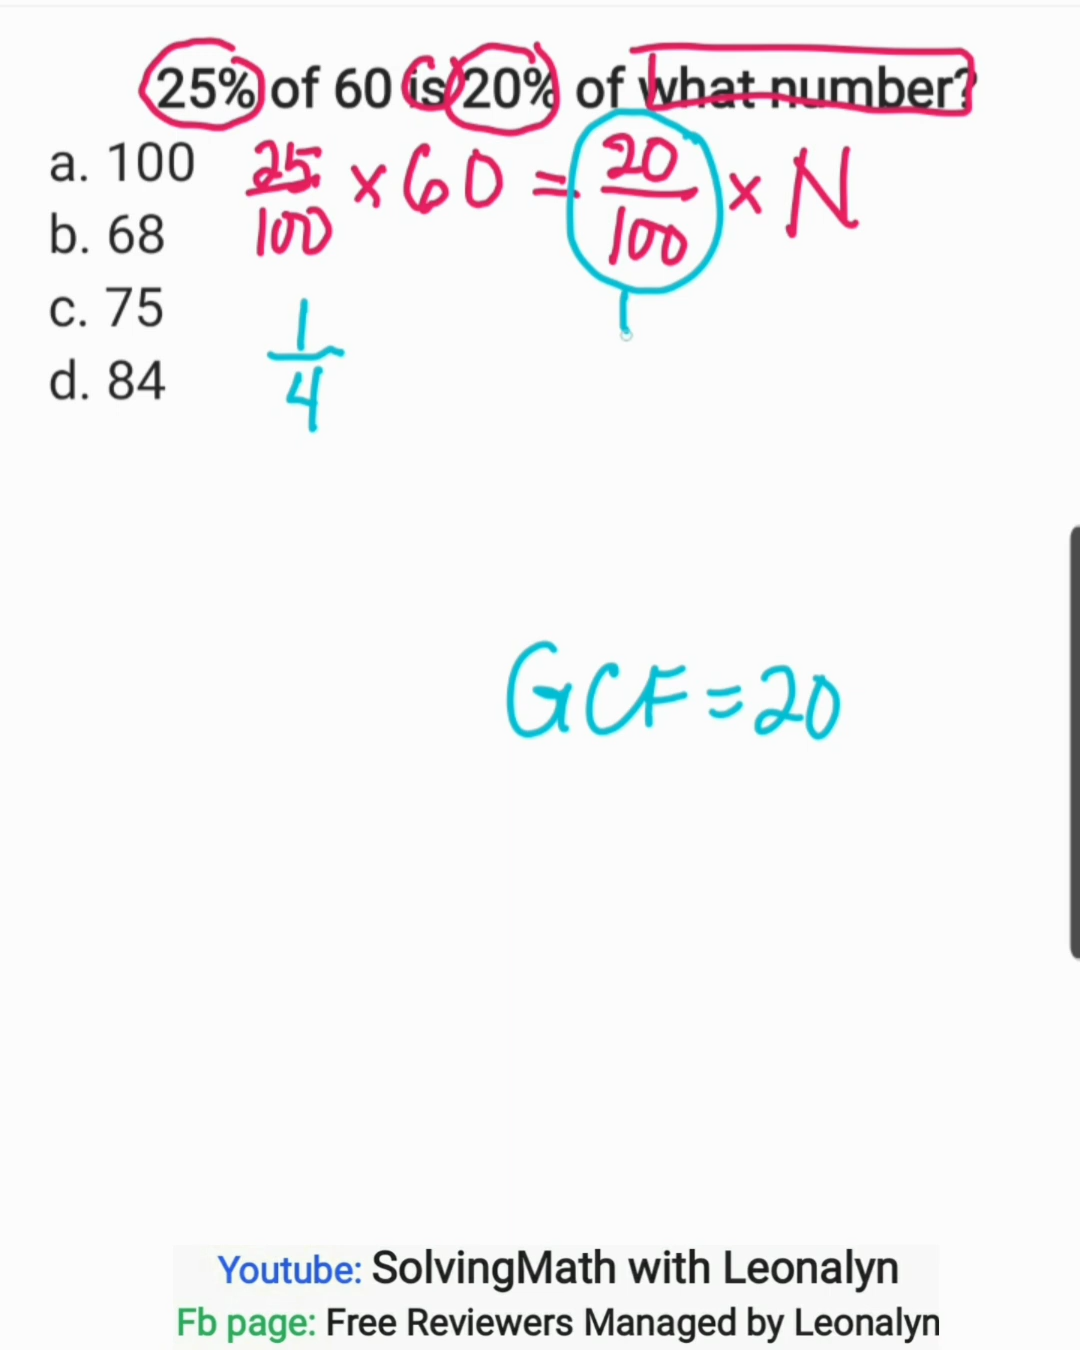 25% of 60 is 20% of what number?
a. 100
b. 68
c. 75
d. 84
25/100 × 60 = 20/100 × N
1/4
GCF = 20
Youtube: SolvingMath with Leonalyn
Fb page: Free Reviewers Managed by Leonalyn